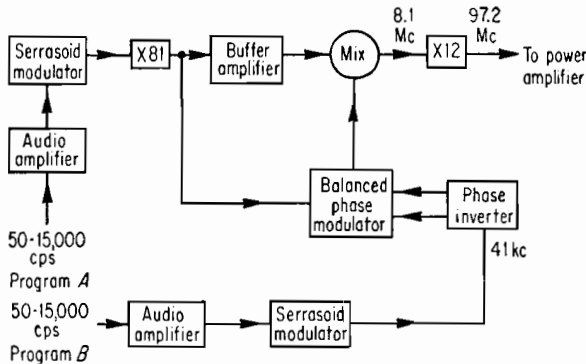 Serrasoid
modulator
X81
Buffer
amplifier
Mix
8.1
Mc
X12
97.2
Mc
To power
amplifier
Audio
amplifier
50-15,000
cps
Program A
Balanced
phase
modulator
Phase
inverter
41 kc
50-15,000
cps
Program B
Audio
amplifier
Serrasoid
modulator